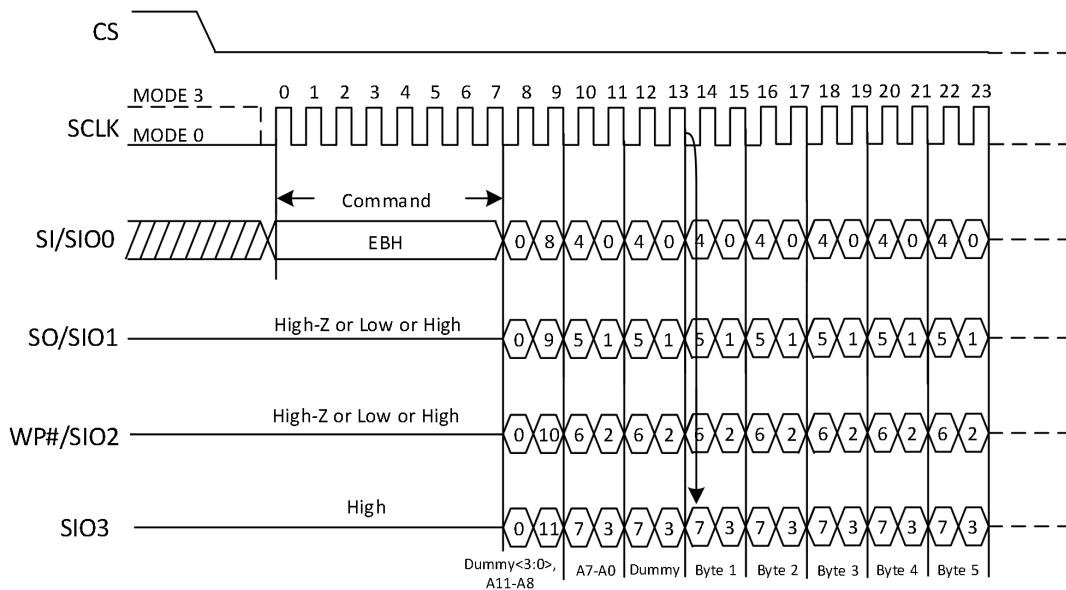 CS
0 1 2 3 4 5 6 7 8 9 10 11 12 13 14 15 16 17 18 19 20 21 22 23
MODE 3
SCLK
MODE 0
Command
SI/SIO0 EBH 0 8 4 0 4 0 4 0 4 0 4 0 4 0 4 0
High-Z or Low or High
SO/SIO1 0 9 5 1 5 1 5 1 5 1 5 1 5 1 5 1
High-Z or Low or High
WP#/SIO2 0 10 6 2 6 2 6 2 6 2 6 2 6 2 6 2
High
SIO3 0 11 7 3 7 3 7 3 7 3 7 3 7 3 7 3
Dummy<3:0>,
A11-A8
A7-A0 Dummy Byte 1 Byte 2 Byte 3 Byte 4 Byte 5